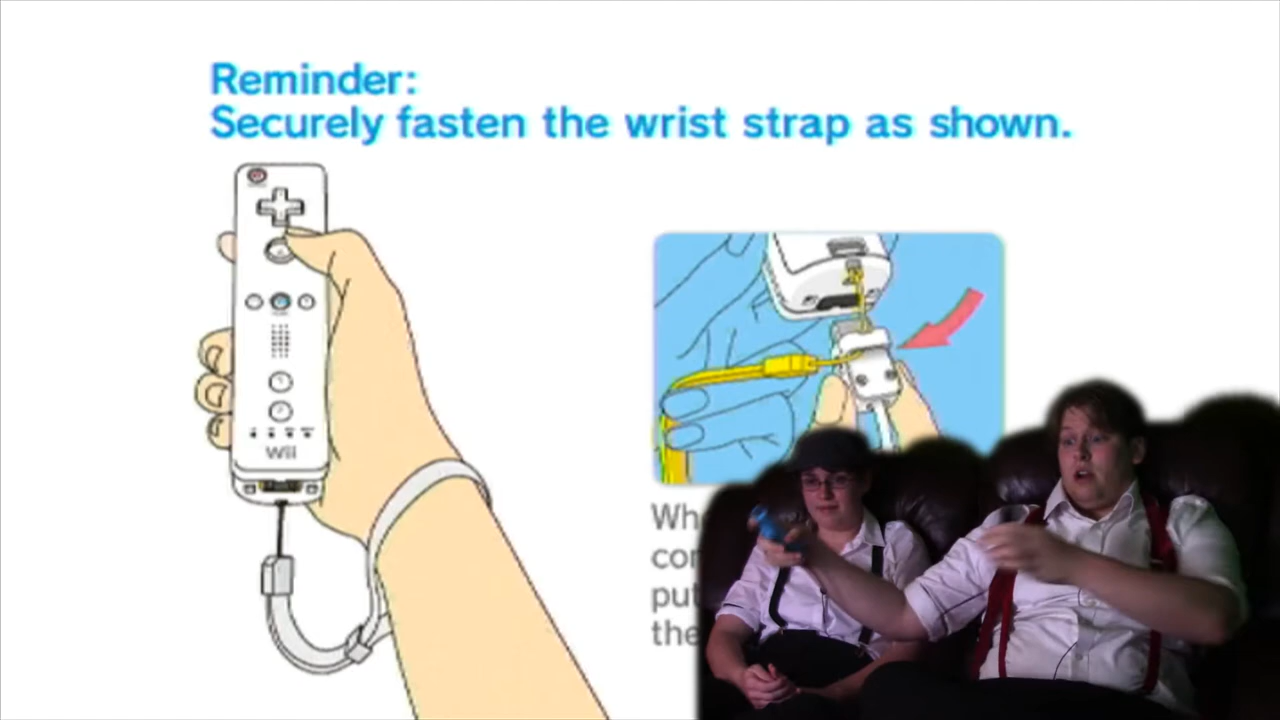 Reminder:
Securely fasten the wrist strap as shown.
Wii